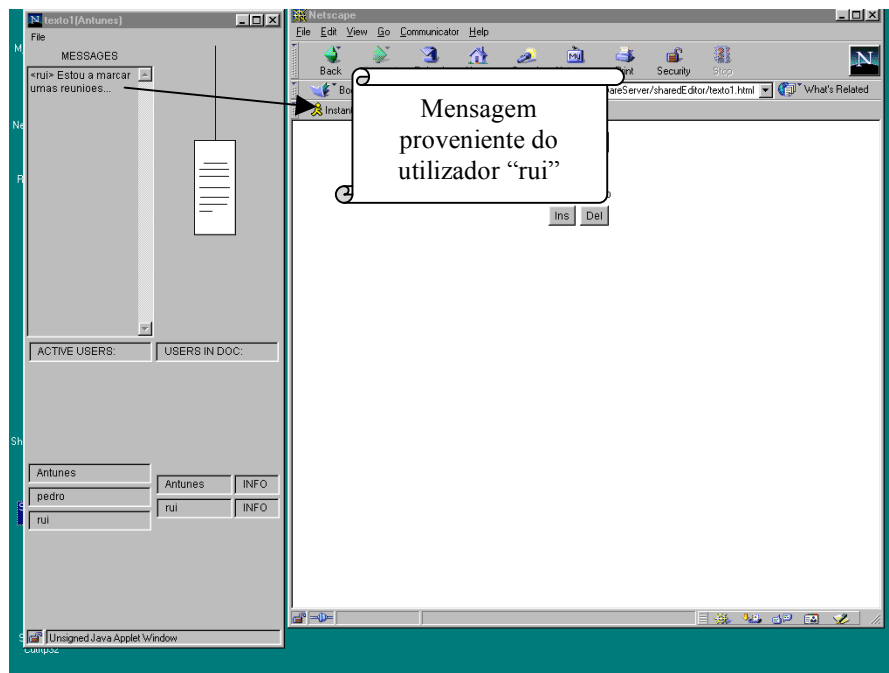 texto1(Antunes)
File
MESSAGES
<rui> Estou a marcar
umas reunioes...
ACTIVE USERS:
USERS IN DOC:
Antunes
pedro
rui
Antunes INFO
rui INFO
Unsigned Java Applet Window
Netscape
File Edit View Go Communicator Help
Back
Print Security Stop
N
/sharedEditor/texto1.html What's Related
Mensagem
proveniente do
utilizador “rui”
Ins Del